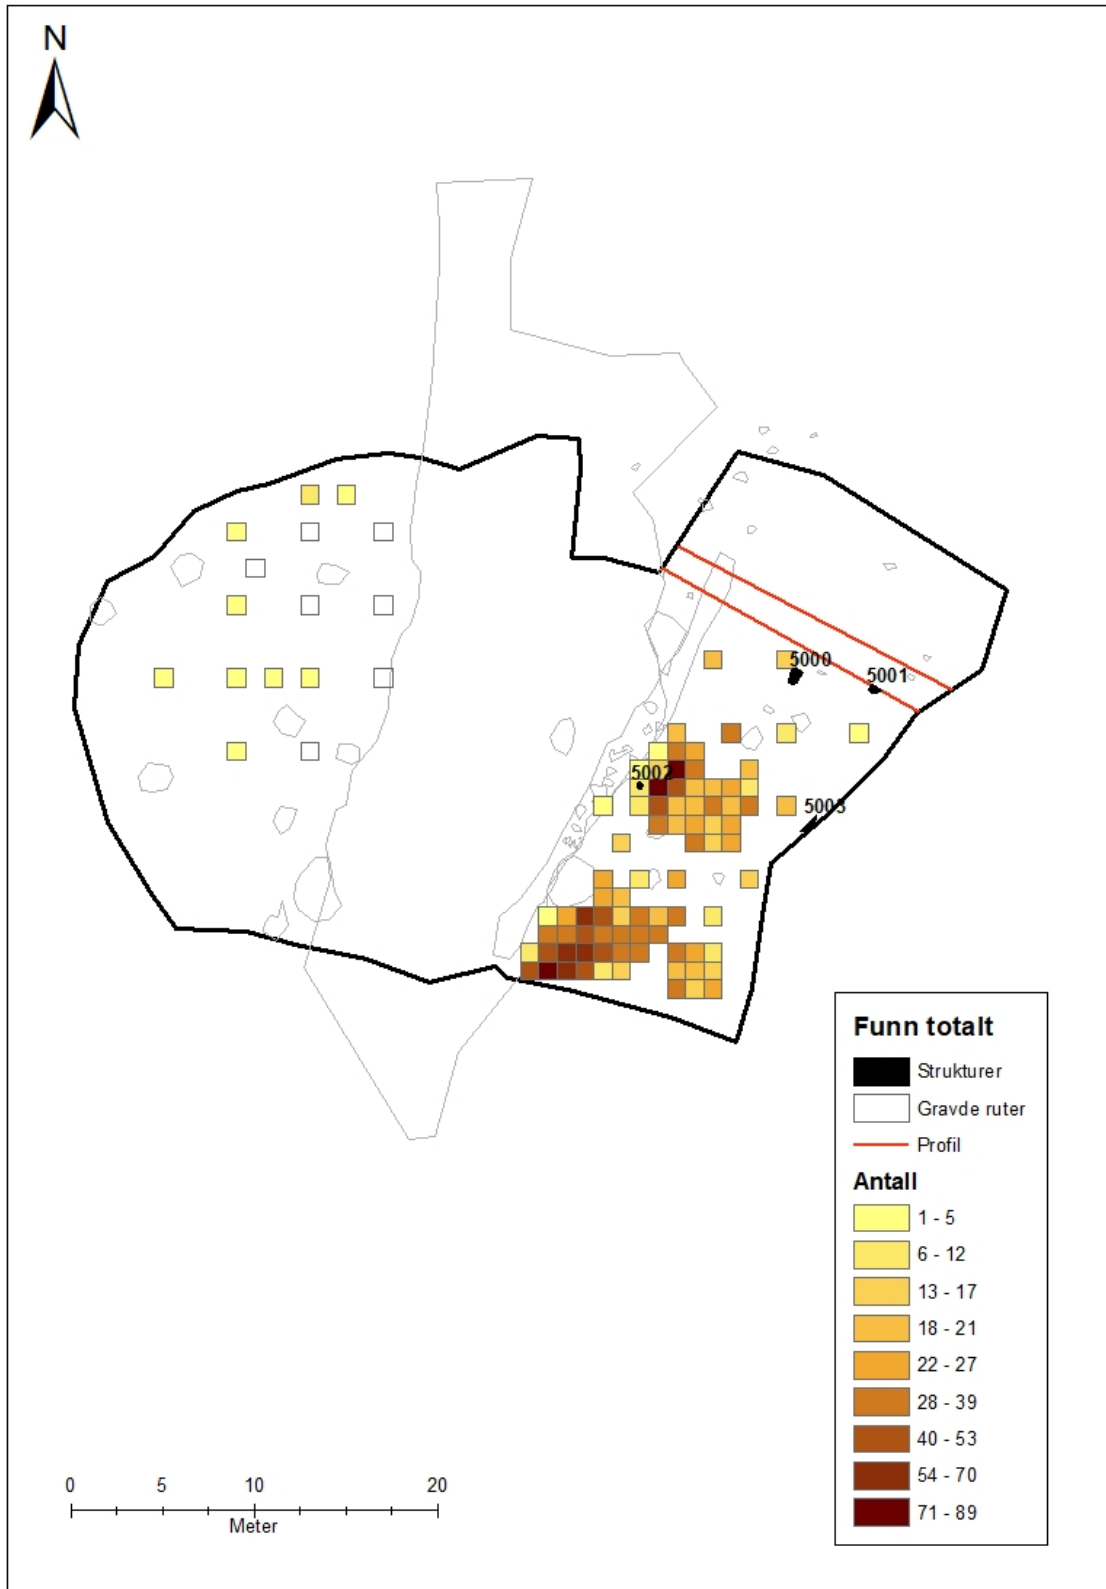 N
5000
5001
5002
5003
Funn totalt
Strukturer
Gravde ruter
Profil
Antall
1 - 5
6 - 12
13 - 17
18 - 21
22 - 27
28 - 39
40 - 53
54 - 70
71 - 89
0 5 10 20
Meter